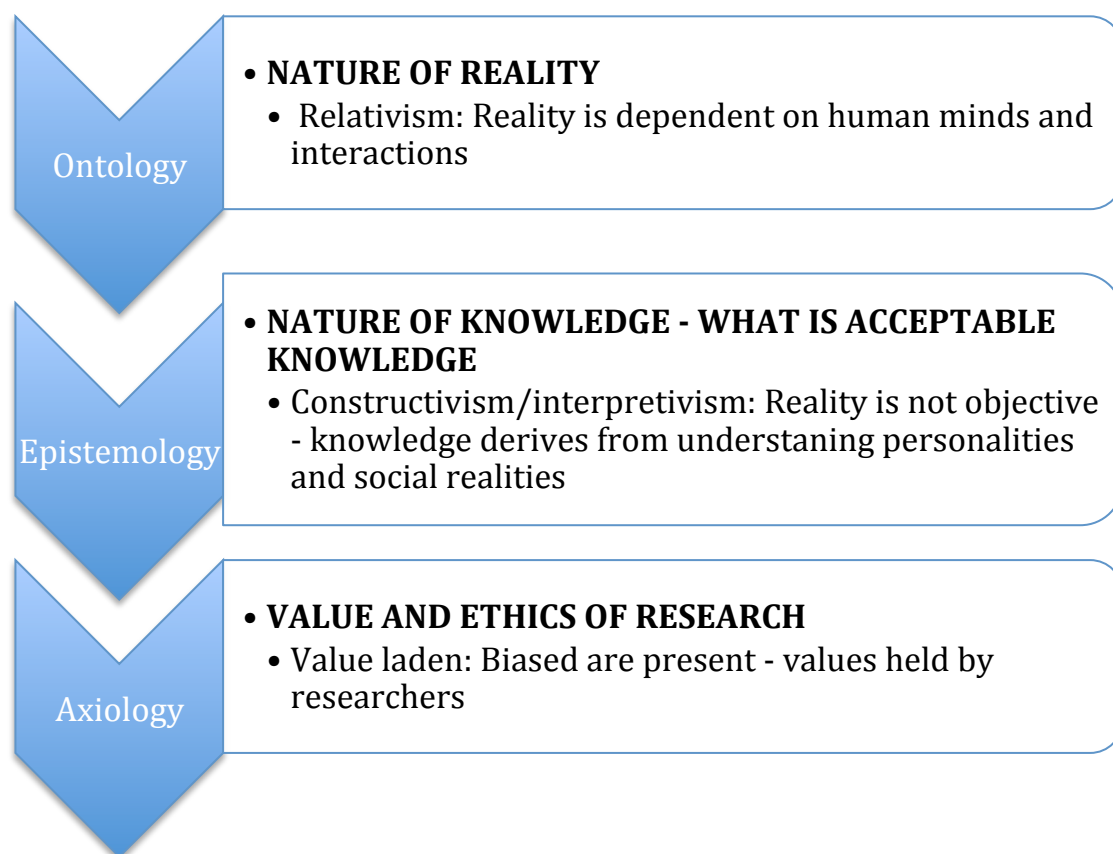 Ontology
• NATURE OF REALITY
• Relativism: Reality is dependent on human minds and
interactions
Epistemology
• NATURE OF KNOWLEDGE - WHAT IS ACCEPTABLE
KNOWLEDGE
• Constructivism/interpretivism: Reality is not objective
- knowledge derives from understaning personalities
and social realities
Axiology
• VALUE AND ETHICS OF RESEARCH
• Value laden: Biased are present - values held by
researchers